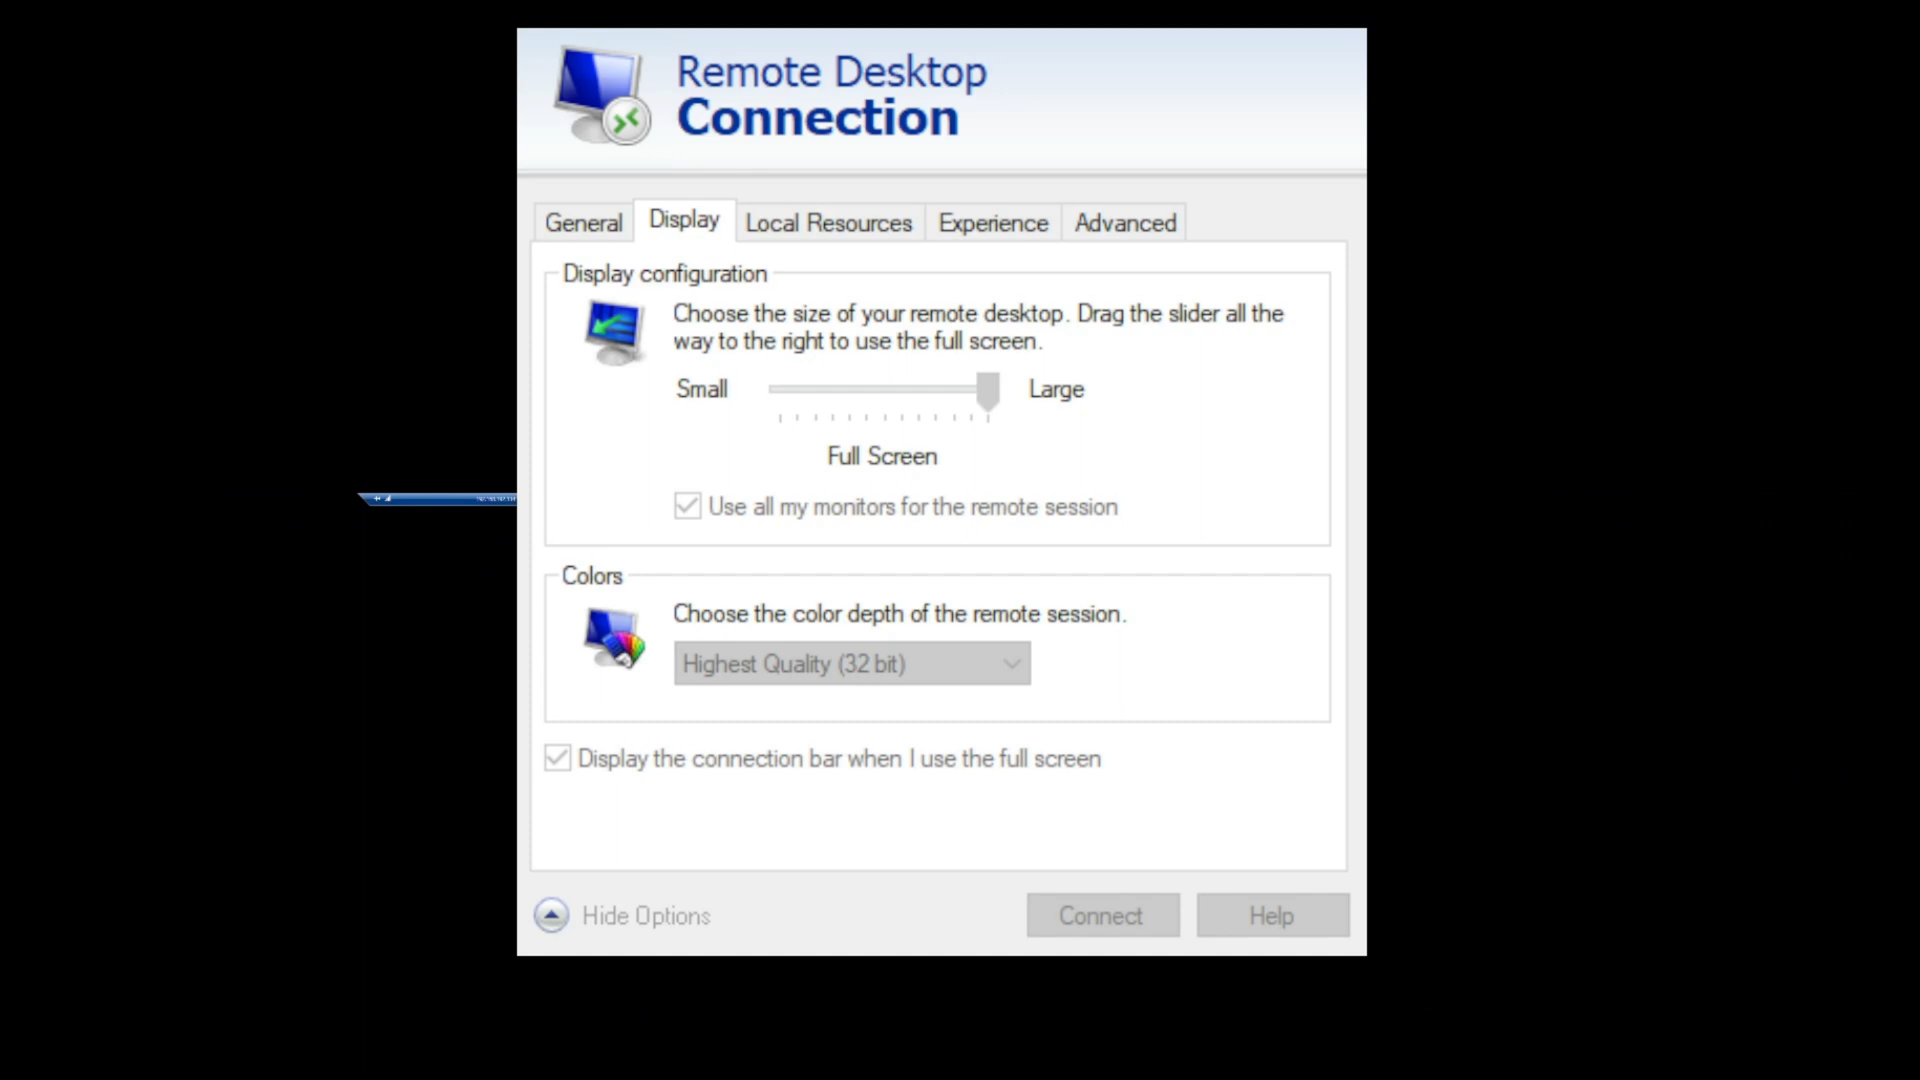 Remote Desktop
Connection
General
Display
Local Resources
Experience
Advanced
Display configuration
Choose the size of your remote desktop. Drag the slider all the
way to the right to use the full screen.
Small
Large
Full Screen
Use all my monitors for the remote session
Colors
Choose the color depth of the remote session.
Highest Quality (32 bit)
Display the connection bar when I use the full screen
Hide Options
Connect
Help